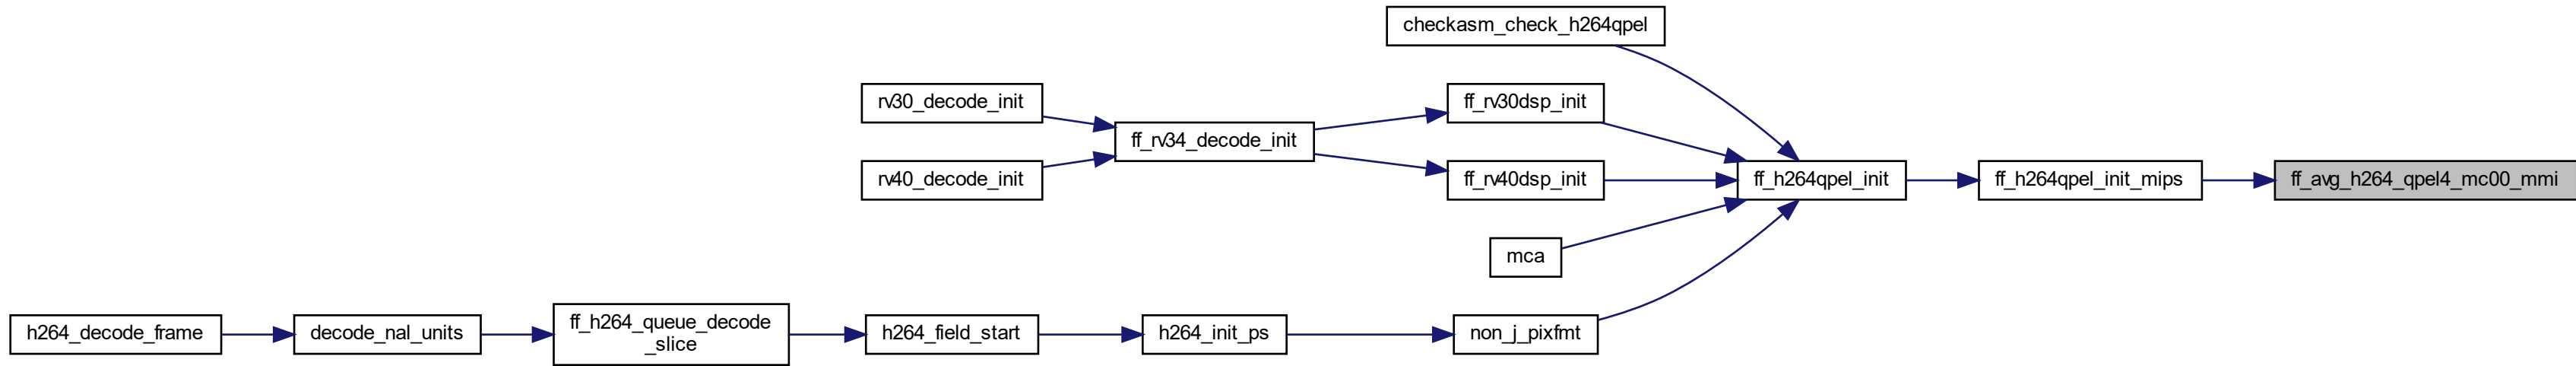 checkasm_check_h264qpel
rv30_decode_init
ff_rv30dsp_init
ff_rv34_decode_init
rv40_decode_init
ff_rv40dsp_init
ff_h264qpel_init
ff_h264qpel_init_mips
ff_avg_h264_qpel4_mc00_mmi
mca
h264_decode_frame
decode_nal_units
ff_h264_queue_decode
_slice
h264_field_start
h264_init_ps
non_j_pixfmt